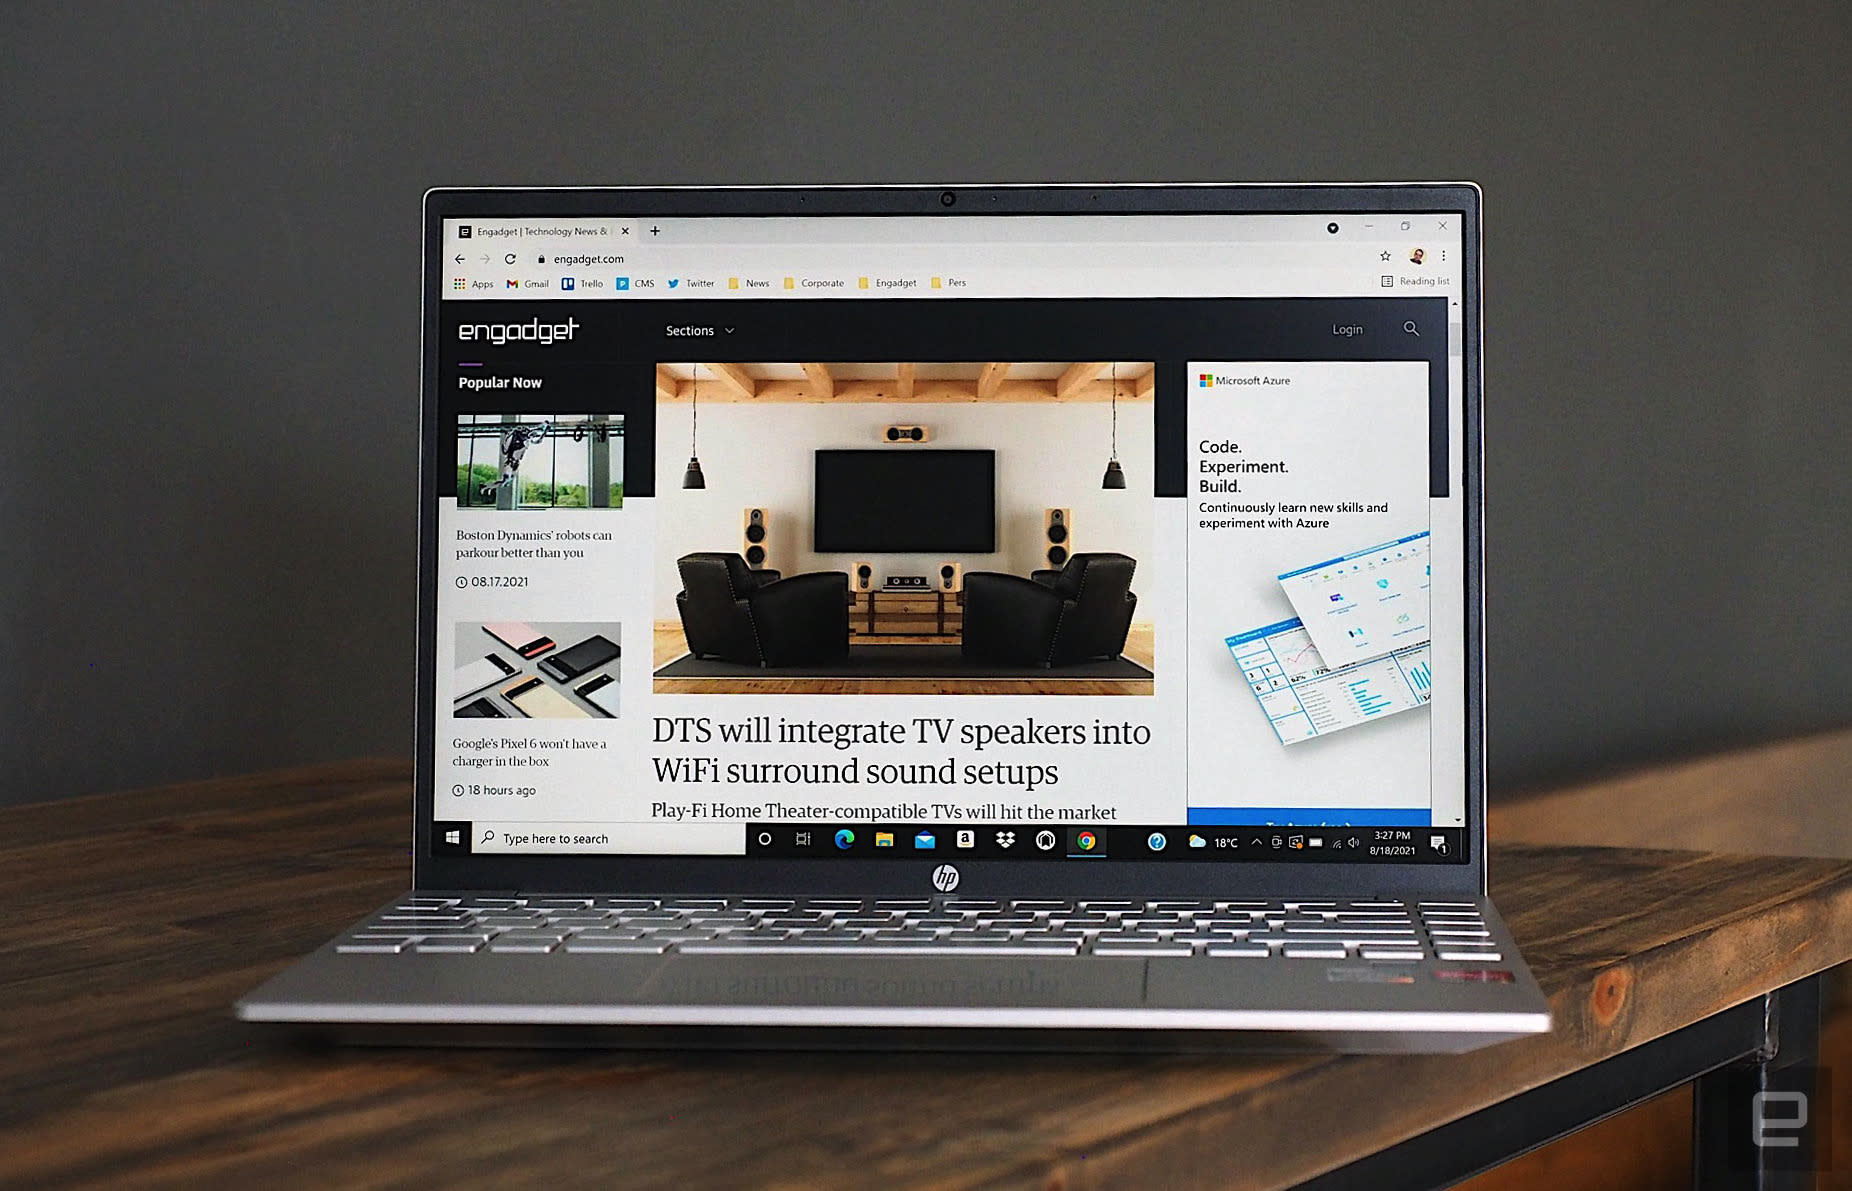 Engadget | Technology News &
engadget.com
Apps
Gmail
Trello
CMS
Twitter
News
Corporate
Engadget
Pers
Reading list
engadget
Sections
Login
Popular Now
Boston Dynamics' robots can
parkour better than you
08.17.2021
Google's Pixel 6 won't have a
charger in the box
18 hours ago
DTS will integrate TV speakers into
WiFi surround sound setups
Play-Fi Home Theater-compatible TVs will hit the market
Microsoft Azure
Code.
Experiment.
Build.
Continuously learn new skills and
experiment with Azure
Type here to search
18°C
3:27 PM
8/18/2021
hp
e